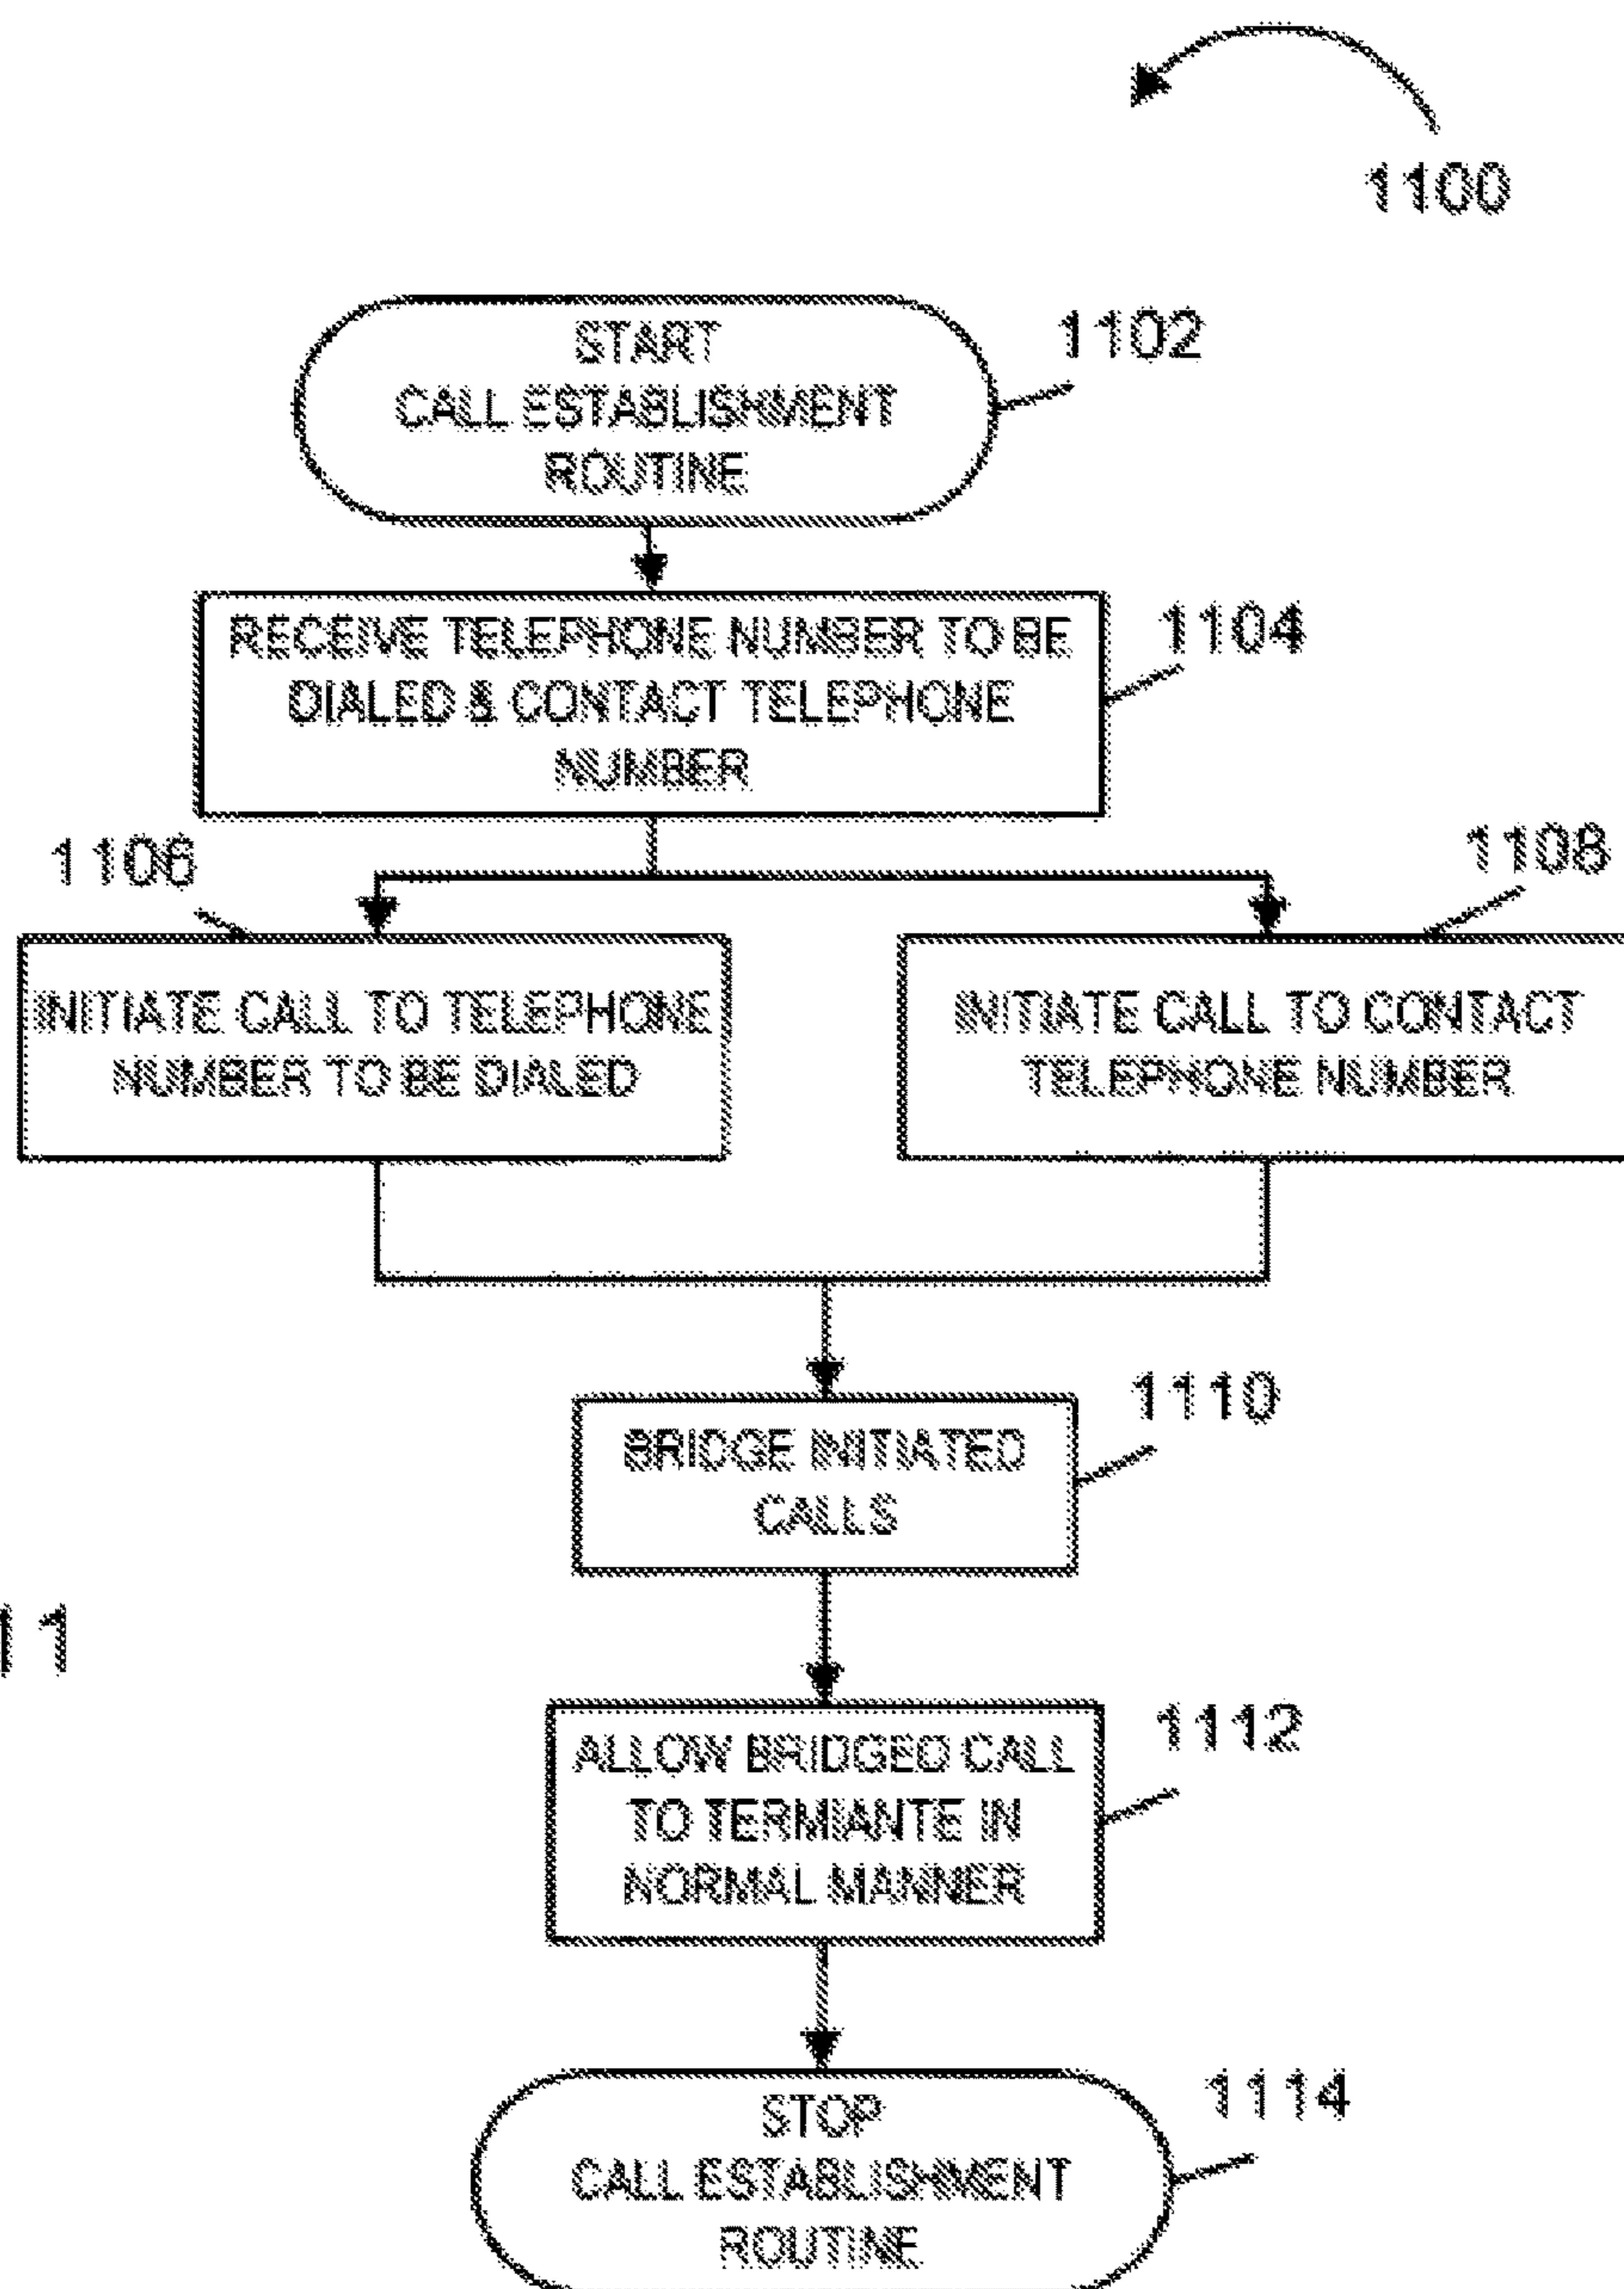 1100
START
CALL ESTABLISHMENT
ROUTINE
1102
RECEIVE TELEPHONE NUMBER TO BE
DIALED & CONTACT TELEPHONE
NUMBER
1104
1106
1108
INITIATE CALL TO TELEPHONE
NUMBER TO BE DIALED
INITIATE CALL TO CONTACT
TELEPHONE NUMBER
BRIDGE INITIATED
CALLS
1110
11
ALLOW BRIDGED CALL
TO TERMIANTE IN
NORMAL MANNER
1112
STOP
CALL ESTABLISHMENT
ROUTINE
1114